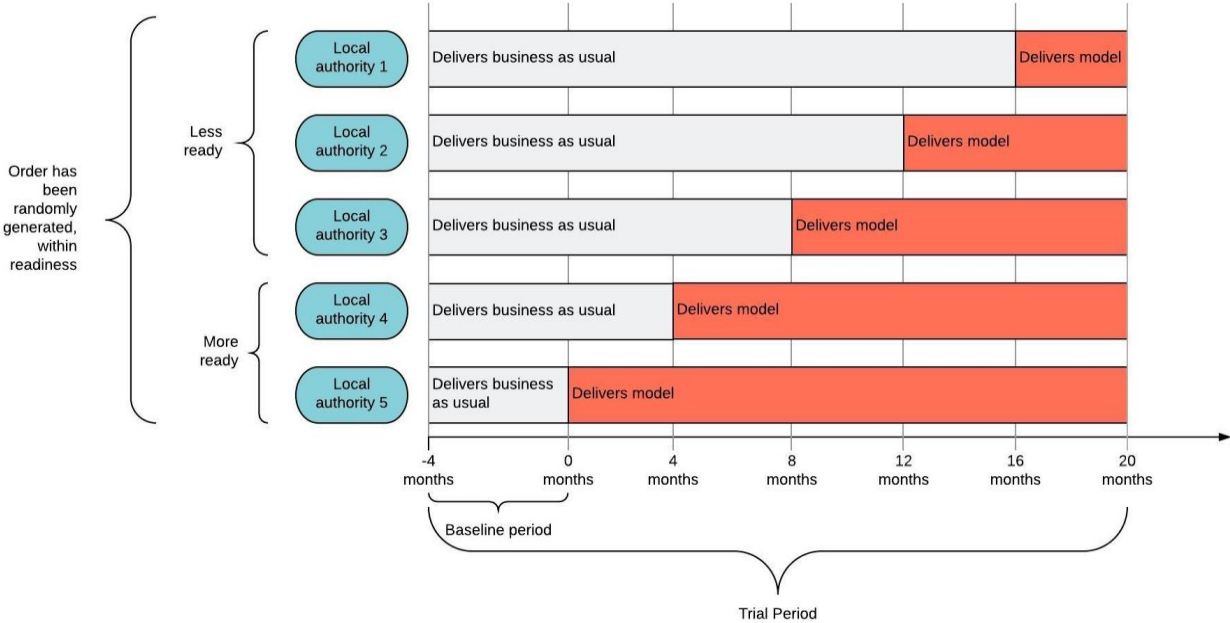 Order has
been
randomly
generated,
within
readiness
Less
ready
More
ready
Local
authority 1
Delivers business as usual
Delivers model
Local
authority 2
Delivers business as usual
Delivers model
Local
authority 3
Delivers business as usual
Delivers model
Local
authority 4
Delivers business as usual
Delivers model
Local
authority 5
Delivers business
as usual
Delivers model
-4
months
0
months
4
months
8
months
12
months
16
months
20
months
Baseline period
Trial Period